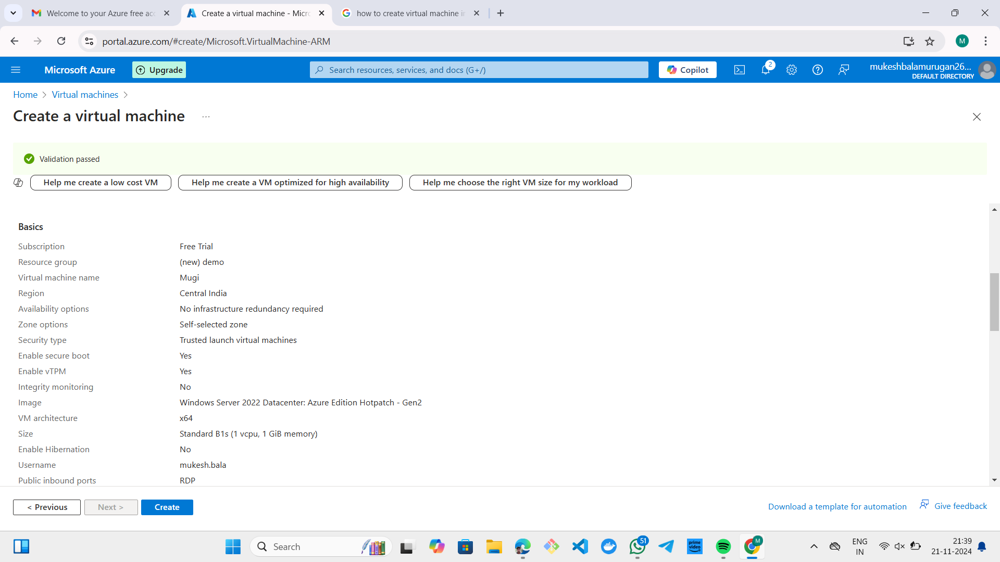 Welcome to your Azure free acc
Create a virtual machine - Micro
how to create virtual machine in
portal.azure.com/#create/Microsoft.VirtualMachine-ARM
M
Microsoft Azure
Upgrade
Search resources, services, and docs (G+/)
Copilot
2
mukeshbalamurugan26...
DEFAULT DIRECTORY
Home > Virtual machines >
Create a virtual machine ...
Validation passed
Help me create a low cost VM
Help me create a VM optimized for high availability
Help me choose the right VM size for my workload
Basics
Subscription Free Trial
Resource group (new) demo
Virtual machine name Mugi
Region Central India
Availability options No infrastructure redundancy required
Zone options Self-selected zone
Security type Trusted launch virtual machines
Enable secure boot Yes
Enable vTPM Yes
Integrity monitoring No
Image Windows Server 2022 Datacenter: Azure Edition Hotpatch - Gen2
VM architecture x64
Size Standard B1s (1 vcpu, 1 GiB memory)
Enable Hibernation No
Username mukesh.bala
Public inbound ports RDP
< Previous
Next >
Create
Download a template for automation
Give feedback
Search
51
prime video
M
ENG
IN
21:39
21-11-2024